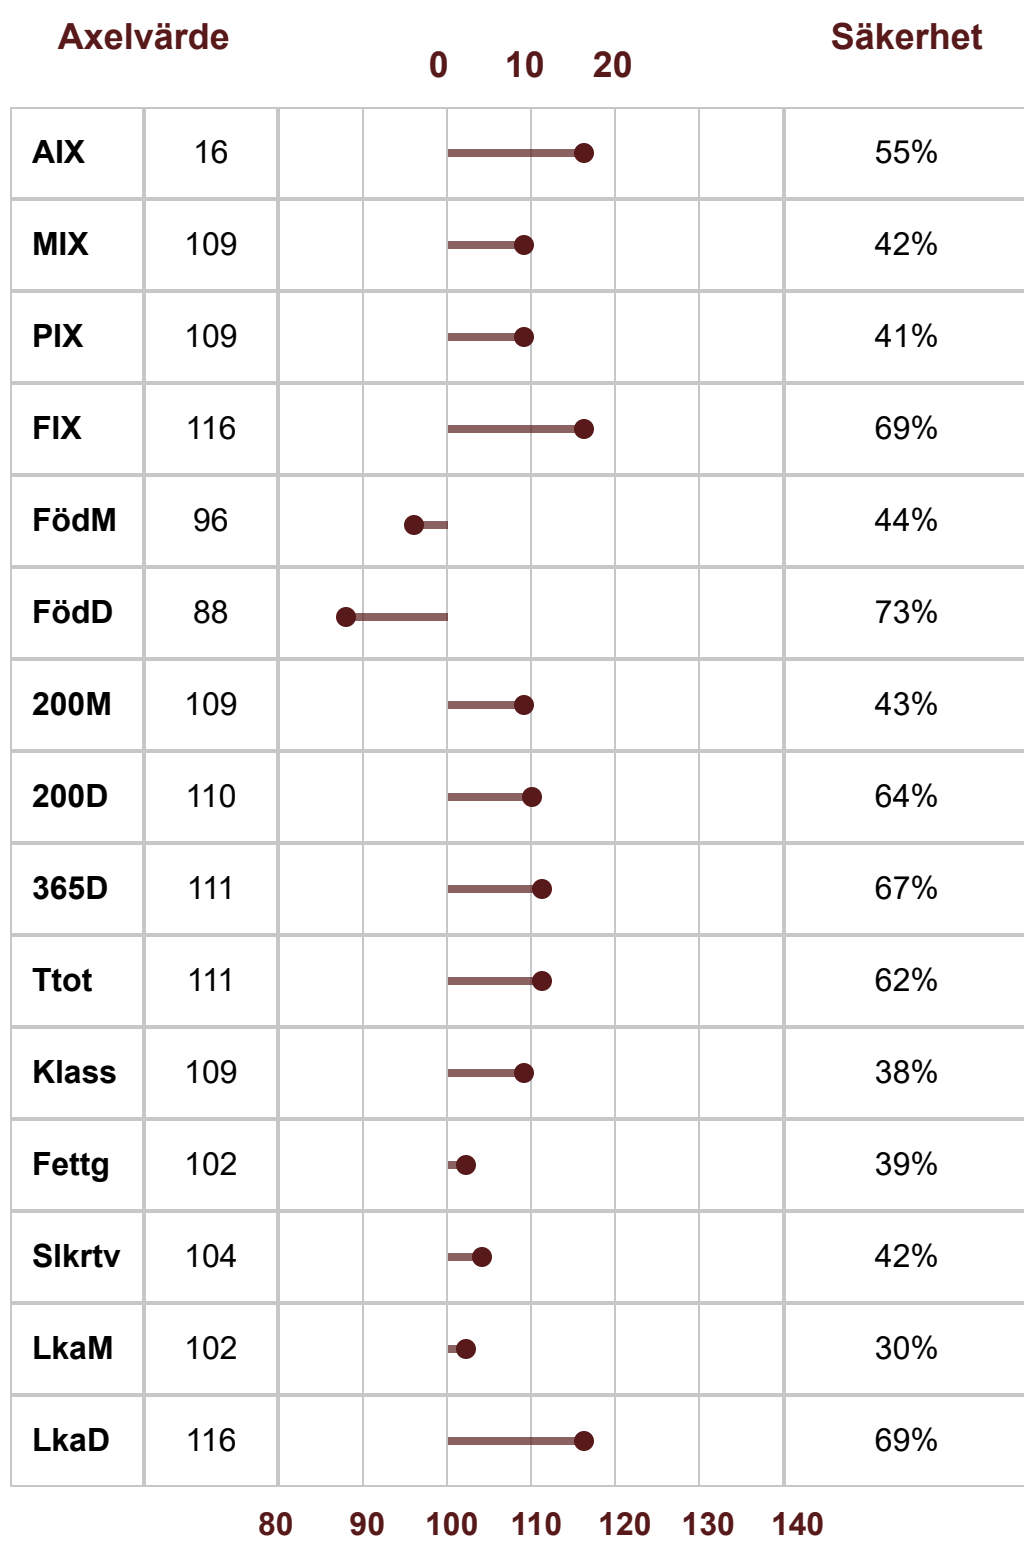 Axelvärde Säkerhet
0 10 20
AIX 16 55%
MIX 109 42%
PIX 109 41%
FIX 116 69%
FödM 96 44%
FödD 88 73%
200M 109 43%
200D 110 64%
365D 111 67%
Ttot 111 62%
Klass 109 38%
Fettg 102 39%
Slkrtv 104 42%
LkaM 102 30%
LkaD 116 69%
80 90 100 110 120 130 140